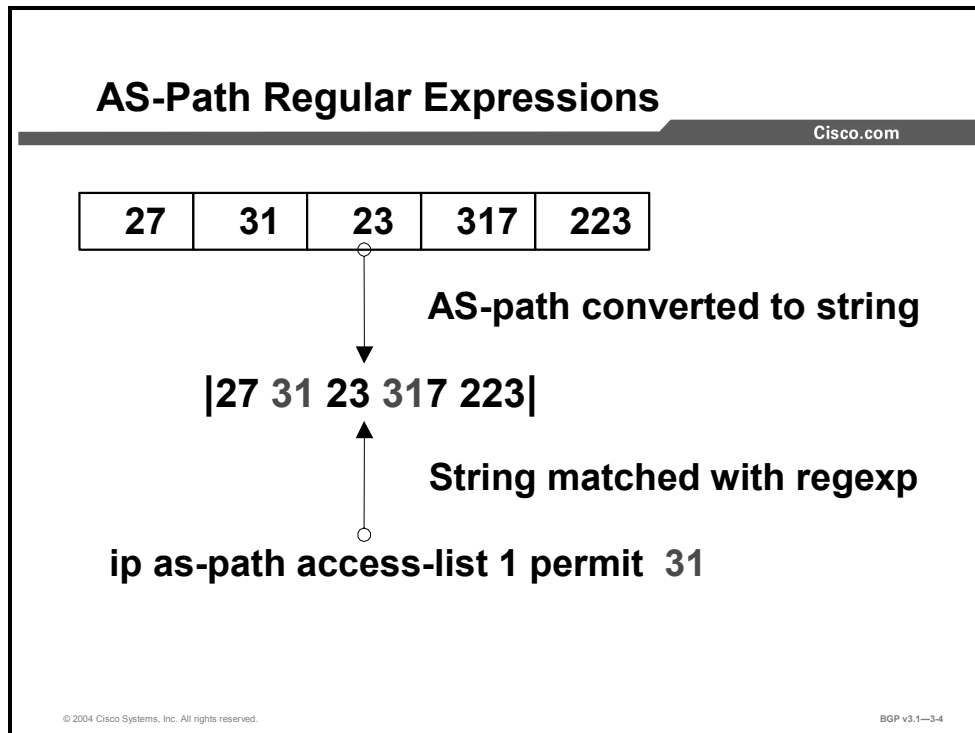 AS-Path Regular Expressions
Cisco.com
27 31 23 317 223
AS-path converted to string
|27 31 23 317 223|
String matched with regexp
ip as-path access-list 1 permit 31
© 2004 Cisco Systems, Inc. All rights reserved.
BGP v3.1—3-4